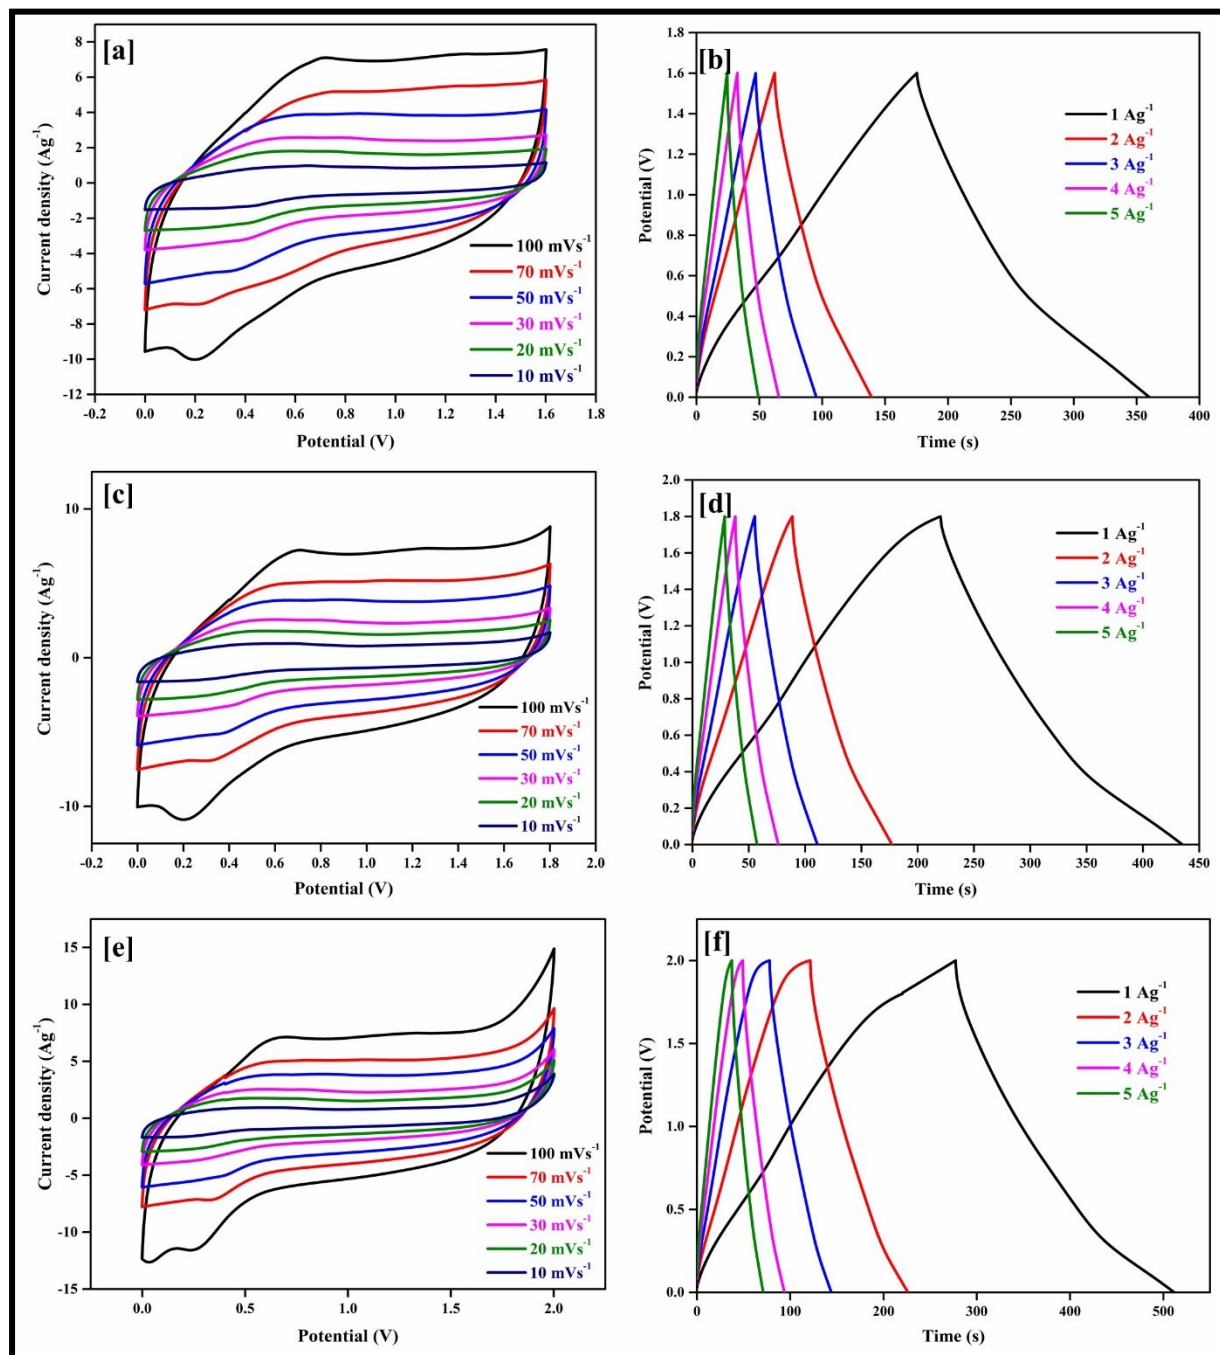 [a]
Current density (Ag⁻¹)
8
6
4
2
0
-2
-4
-6
-8
-10
-12
100 mVs⁻¹
70 mVs⁻¹
50 mVs⁻¹
30 mVs⁻¹
20 mVs⁻¹
10 mVs⁻¹
-0.2 0.0 0.2 0.4 0.6 0.8 1.0 1.2 1.4 1.6 1.8
Potential (V)
[b]
Potential (V)
1.8
1.6
1.4
1.2
1.0
0.8
0.6
0.4
0.2
0.0
1 Ag⁻¹
2 Ag⁻¹
3 Ag⁻¹
4 Ag⁻¹
5 Ag⁻¹
0 50 100 150 200 250 300 350 400
Time (s)
[c]
Current density (Ag⁻¹)
10
0
-10
100 mVs⁻¹
70 mVs⁻¹
50 mVs⁻¹
30 mVs⁻¹
20 mVs⁻¹
10 mVs⁻¹
-0.2 0.0 0.2 0.4 0.6 0.8 1.0 1.2 1.4 1.6 1.8 2.0
Potential (V)
[d]
Potential (V)
2.0
1.8
1.6
1.4
1.2
1.0
0.8
0.6
0.4
0.2
0.0
1 Ag⁻¹
2 Ag⁻¹
3 Ag⁻¹
4 Ag⁻¹
5 Ag⁻¹
0 50 100 150 200 250 300 350 400 450
Time (s)
[e]
Current density (Ag⁻¹)
15
10
5
0
-5
-10
-15
100 mVs⁻¹
70 mVs⁻¹
50 mVs⁻¹
30 mVs⁻¹
20 mVs⁻¹
10 mVs⁻¹
0.0 0.5 1.0 1.5 2.0
Potential (V)
[f]
Potential (V)
2.0
1.5
1.0
0.5
0.0
1 Ag⁻¹
2 Ag⁻¹
3 Ag⁻¹
4 Ag⁻¹
5 Ag⁻¹
0 100 200 300 400 500
Time (s)